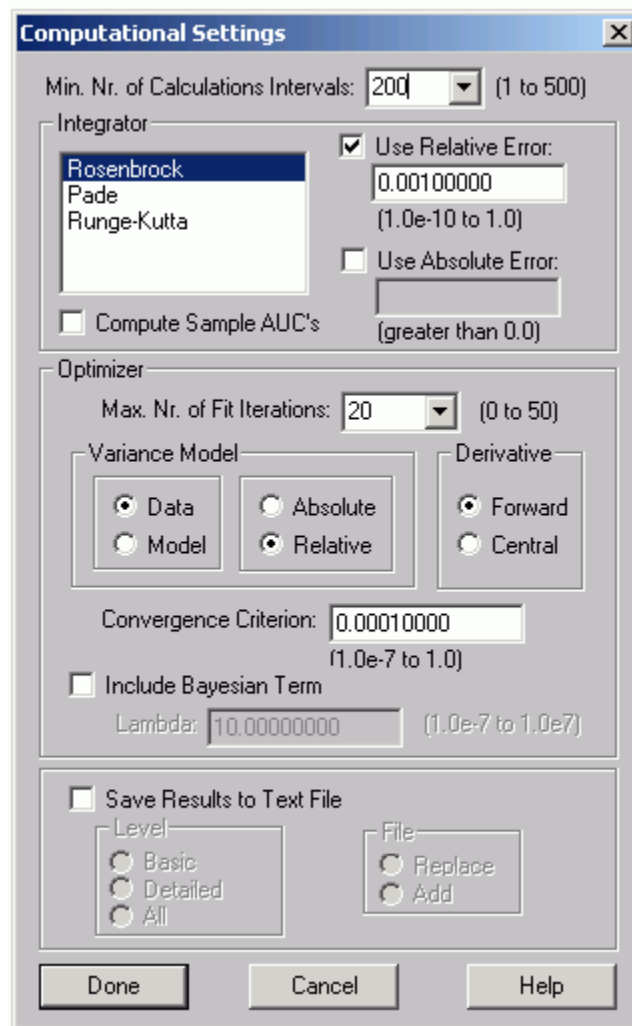 Computational Settings
Min. Nr. of Calculations Intervals: 200 (1 to 500)
Integrator
Rosenbrock
Pade
Runge-Kutta
Use Relative Error:
0.00100000
(1.0e-10 to 1.0)
Use Absolute Error:
(greater than 0.0)
Compute Sample AUC's
Optimizer
Max. Nr. of Fit Iterations: 20 (0 to 50)
Variance Model
Data
Model
Absolute
Relative
Derivative
Forward
Central
Convergence Criterion: 0.00010000
(1.0e-7 to 1.0)
Include Bayesian Term
Lambda: 10.00000000 (1.0e-7 to 1.0e7)
Save Results to Text File
Level
Basic
Detailed
All
File
Replace
Add
Done Cancel Help